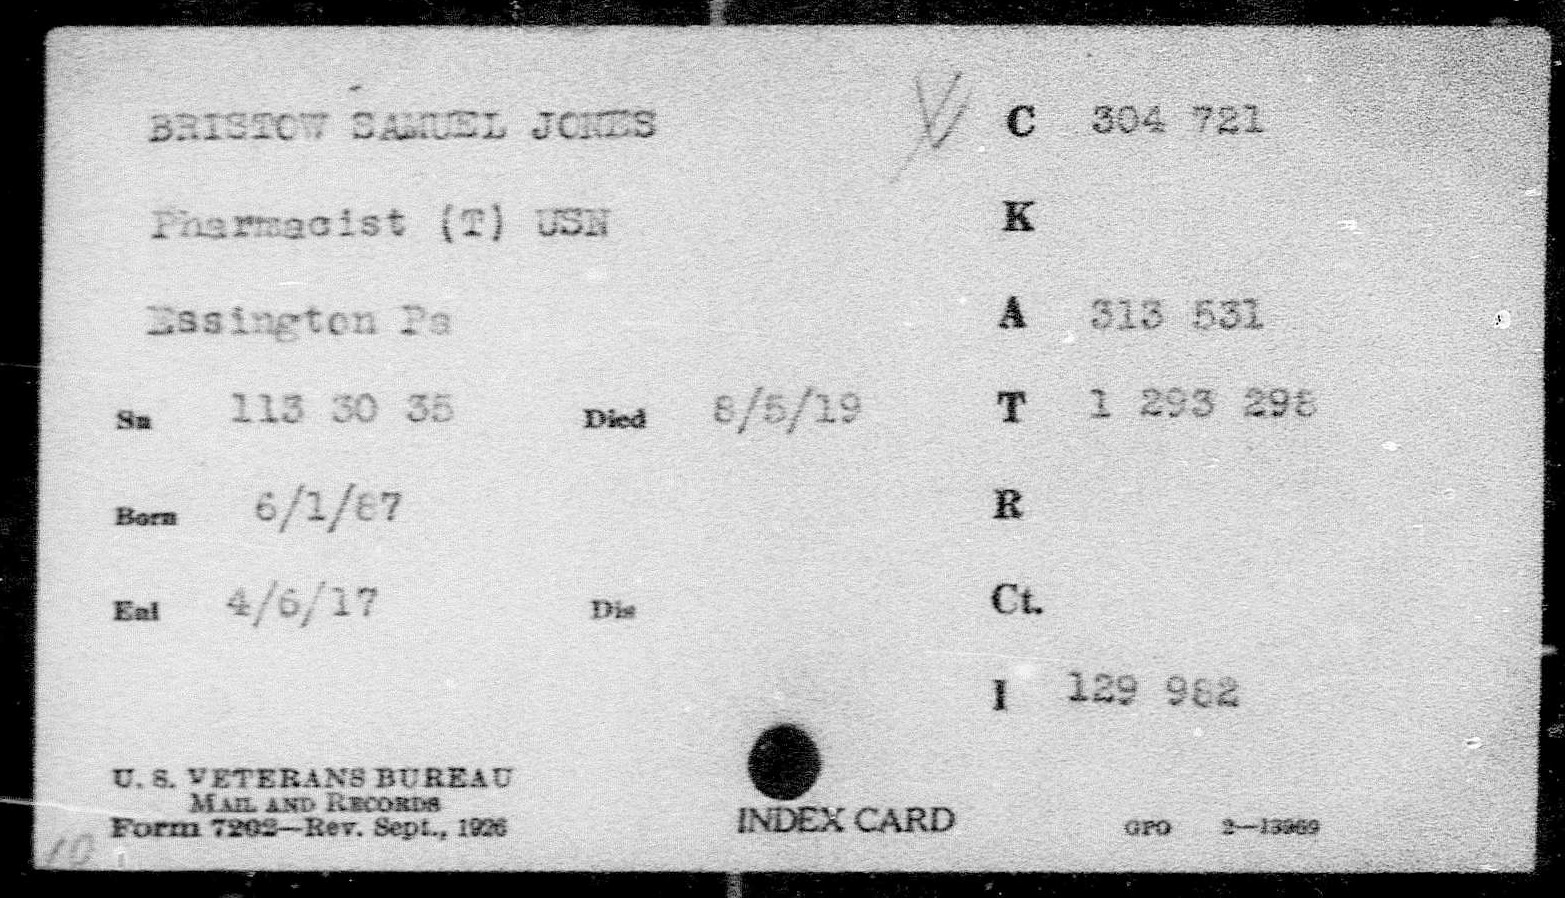 BRISTOW SAMUEL JONES
C 304 721
Pharmacist (T) USN
K
Essington Pa
A 313 531
Sn 113 30 35 Died 8/5/19
T 1 293 298
Born 6/1/87
R
Enl 4/6/17 Dis
Ct.
I 129 982
U. S. VETERANS BUREAU
MAIL AND RECORDS
Form 7202—Rev. Sept., 1926
INDEX CARD
GPO 2—13969
10